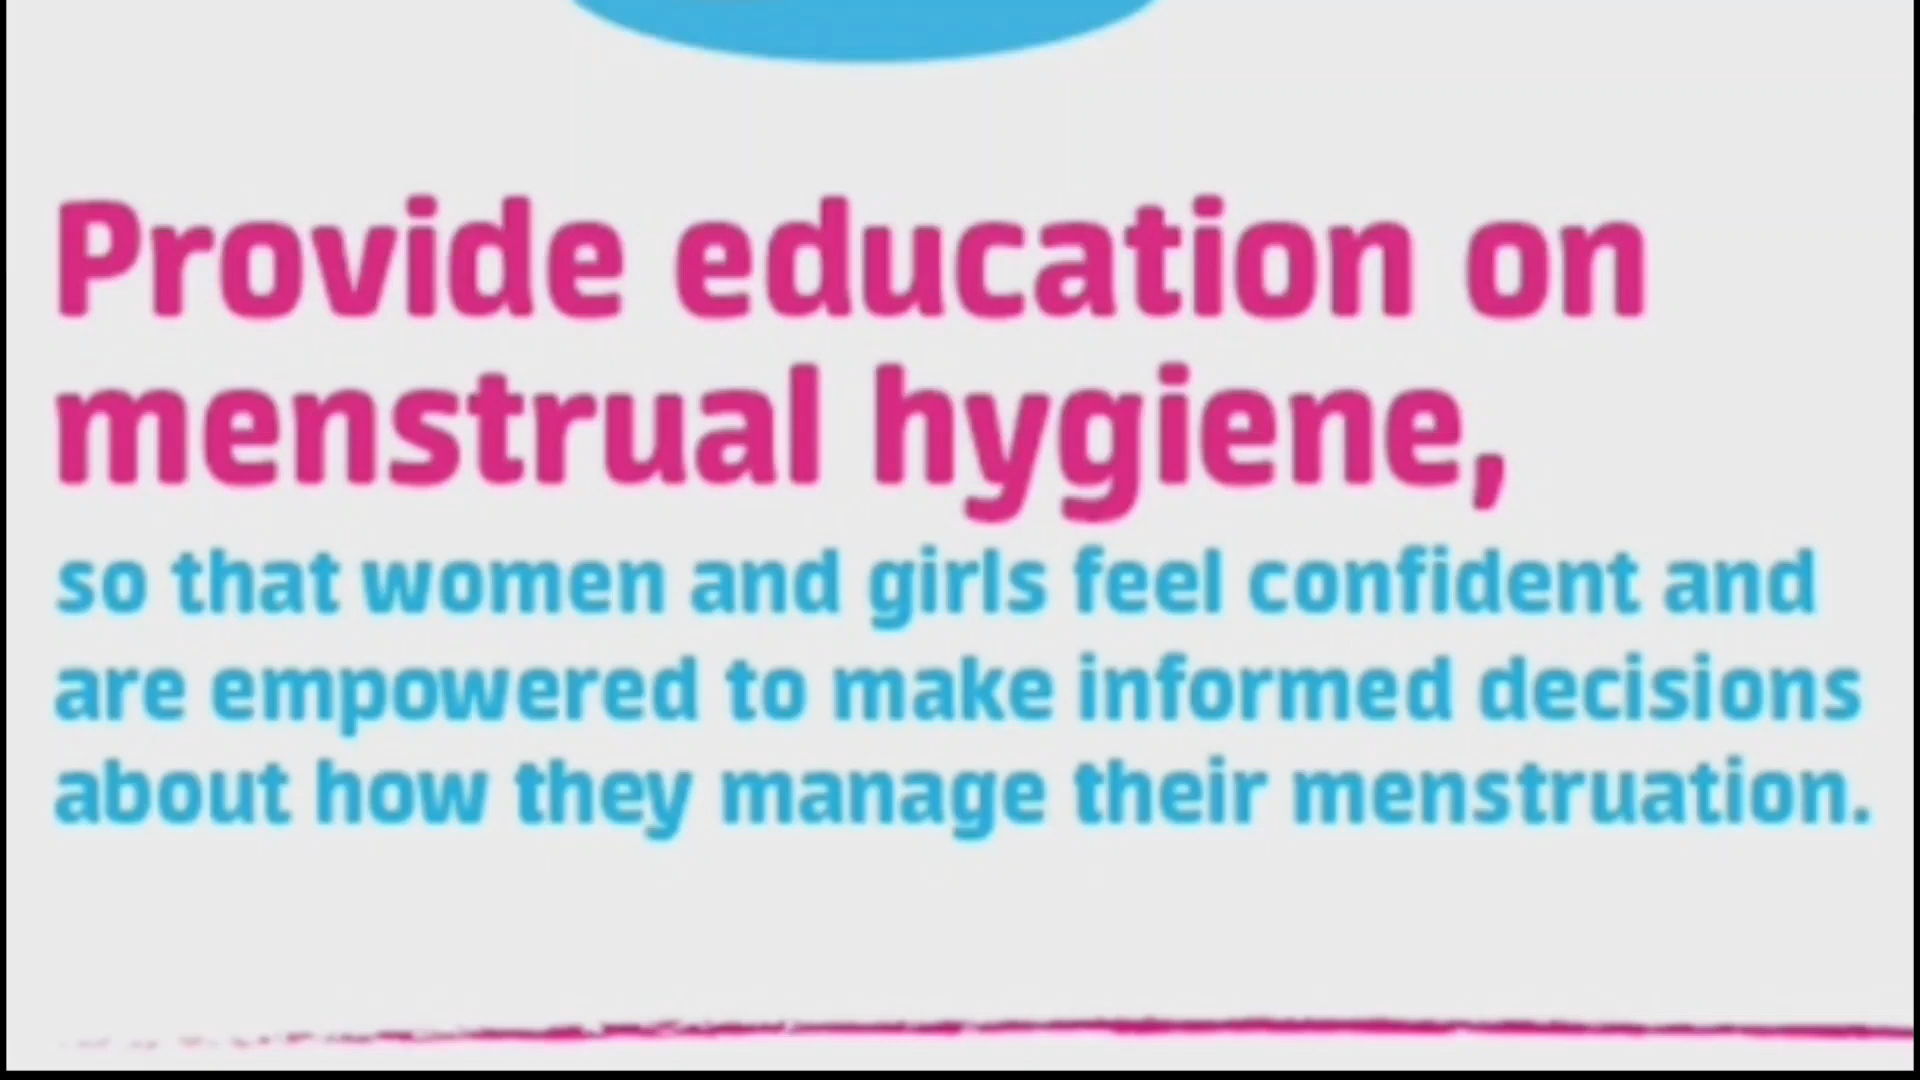 Provide education on
menstrual hygiene,
so that women and girls feel confident and
are empowered to make informed decisions
about how they manage their menstruation.